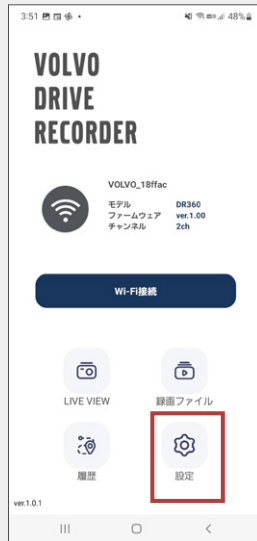 3:51
48%
VOLVO
DRIVE
RECORDER
VOLVO_18ffac
モデル DR360
ファームウェア ver.1.00
チャンネル 2ch
Wi-Fi接続
LIVE VIEW 録画ファイル
履歴 設定
ver.1.0.1